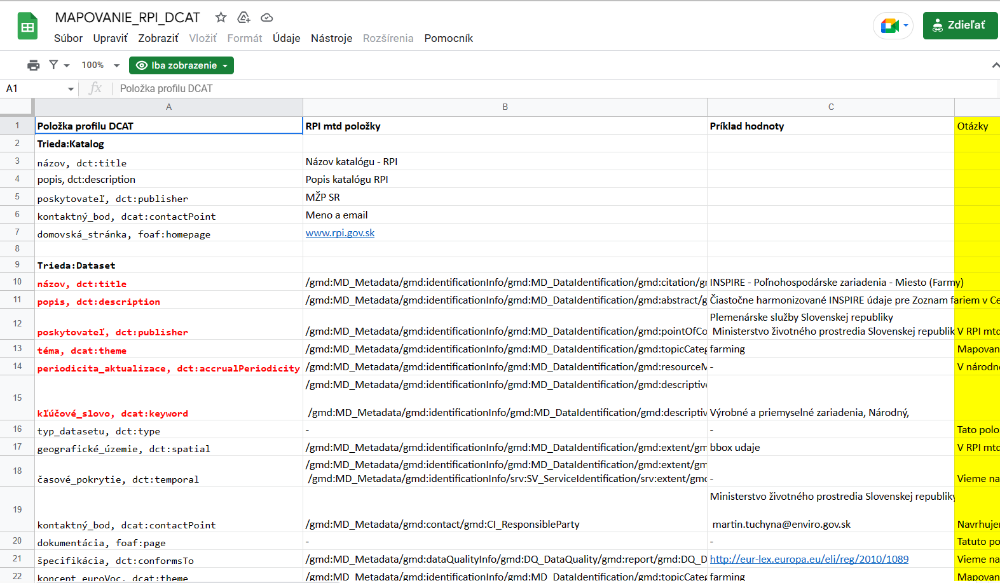 MAPOVANIE_RPI_DCAT
Súbor Upraviť Zobraziť Vložiť Formát Údaje Nástroje Rozšírenia Pomocník
Zdieľať
100% Iba zobrazenie
A1 fx Položka profilu DCAT
A B C
1 Položka profilu DCAT RPI mtd položky Príklad hodnoty Otázky
2 Trieda:Katalog
3 názov, dct:title Názov katalógu - RPI
4 popis, dct:description Popis katalógu RPI
5 poskytovateľ, dct:publisher MŽP SR
6 kontaktný_bod, dcat:contactPoint Meno a email
7 domovská_stránka, foaf:homepage www.rpi.gov.sk
8
9 Trieda:Dataset
10 názov, dct:title /gmd:MD_Metadata/gmd:identificationInfo/gmd:MD_DataIdentification/gmd:citation/gm INSPIRE - Poľnohospodárske zariadenia - Miesto (Farmy)
11 popis, dct:description /gmd:MD_Metadata/gmd:identificationInfo/gmd:MD_DataIdentification/gmd:abstract/g Čiastočne harmonizované INSPIRE údaje pre Zoznam fariem v Ce
Plemenárske služby Slovenskej republiky
12 poskytovateľ, dct:publisher /gmd:MD_Metadata/gmd:identificationInfo/gmd:MD_DataIdentification/gmd:pointOfCo Ministerstvo životného prostredia Slovenskej republik V RPI mtd
13 téma, dcat:theme /gmd:MD_Metadata/gmd:identificationInfo/gmd:MD_DataIdentification/gmd:topicCateg farming Mapovan
14 periodicita_aktualizace, dct:accrualPeriodicity /gmd:MD_Metadata/gmd:identificationInfo/gmd:MD_DataIdentification/gmd:resourceM - V národn
/gmd:MD_Metadata/gmd:identificationInfo/gmd:MD_DataIdentification/gmd:descriptive
15 kľúčové_slovo, dcat:keyword /gmd:MD_Metadata/gmd:identificationInfo/gmd:MD_DataIdentification/gmd:descriptiv Výrobné a priemyselné zariadenia, Národný,
16 typ_datasetu, dct:type - - Tato polo
17 geografické_územie, dct:spatial /gmd:MD_Metadata/gmd:identificationInfo/gmd:MD_DataIdentification/gmd:extent/gm bbox udaje V RPI mtd
/gmd:MD_Metadata/gmd:identificationInfo/gmd:MD_DataIdentification/gmd:extent/gm
18 časové_pokrytie, dct:temporal /gmd:MD_Metadata/gmd:identificationInfo/srv:SV_ServiceIdentification/srv:extent/gmd - Vieme na
Ministerstvo životného prostredia Slovenskej republiky
19 kontaktný_bod, dcat:contactPoint /gmd:MD_Metadata/gmd:contact/gmd:CI_ResponsibleParty martin.tuchyna@enviro.gov.sk Navrhujem
20 dokumentácia, foaf:page - - Tatuto po
21 špecifikácia, dct:conformsTo /gmd:MD_Metadata/gmd:dataQualityInfo/gmd:DQ_DataQuality/gmd:report/gmd:DQ_D http://eur-lex.europa.eu/eli/reg/2010/1089 Vieme na
22 koncept_euroVoc, dcat:theme /gmd:MD_Metadata/gmd:identificationInfo/gmd:MD_DataIdentification/gmd:topicCateg farming Mapovan